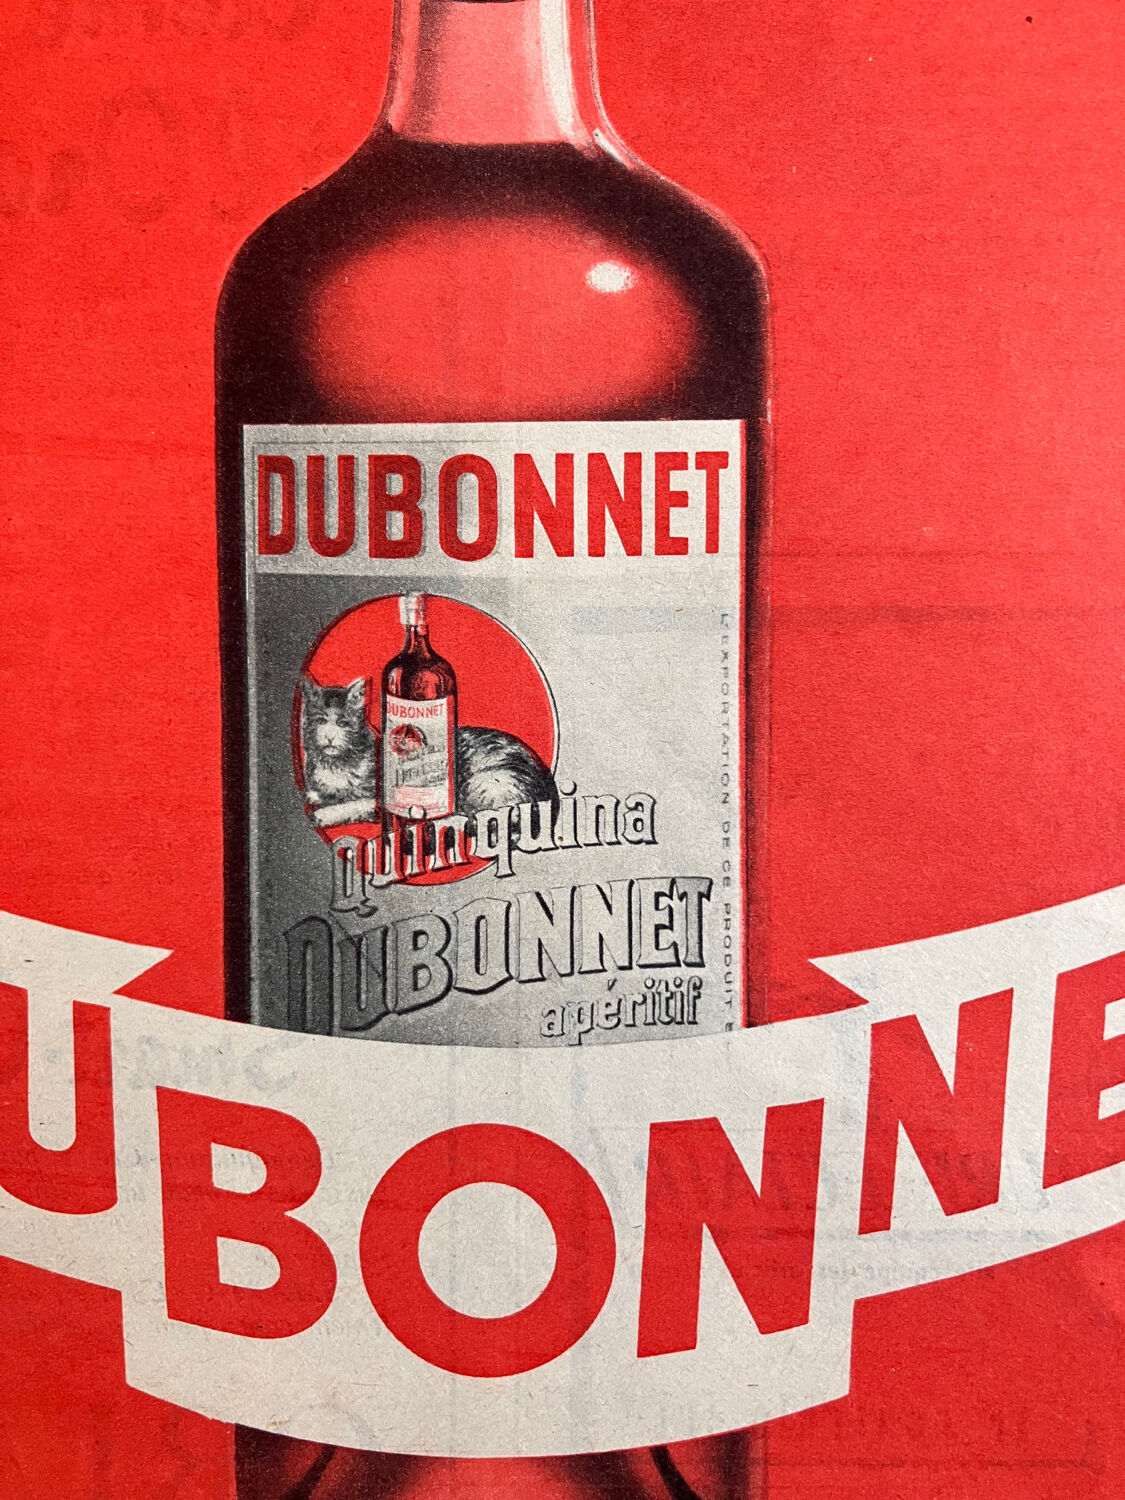 DUBONNET
DUBONNET
Quinquina
DUBONNET
apéritif
L'EXPORTATION DE CE PRODUIT E
UBONNE